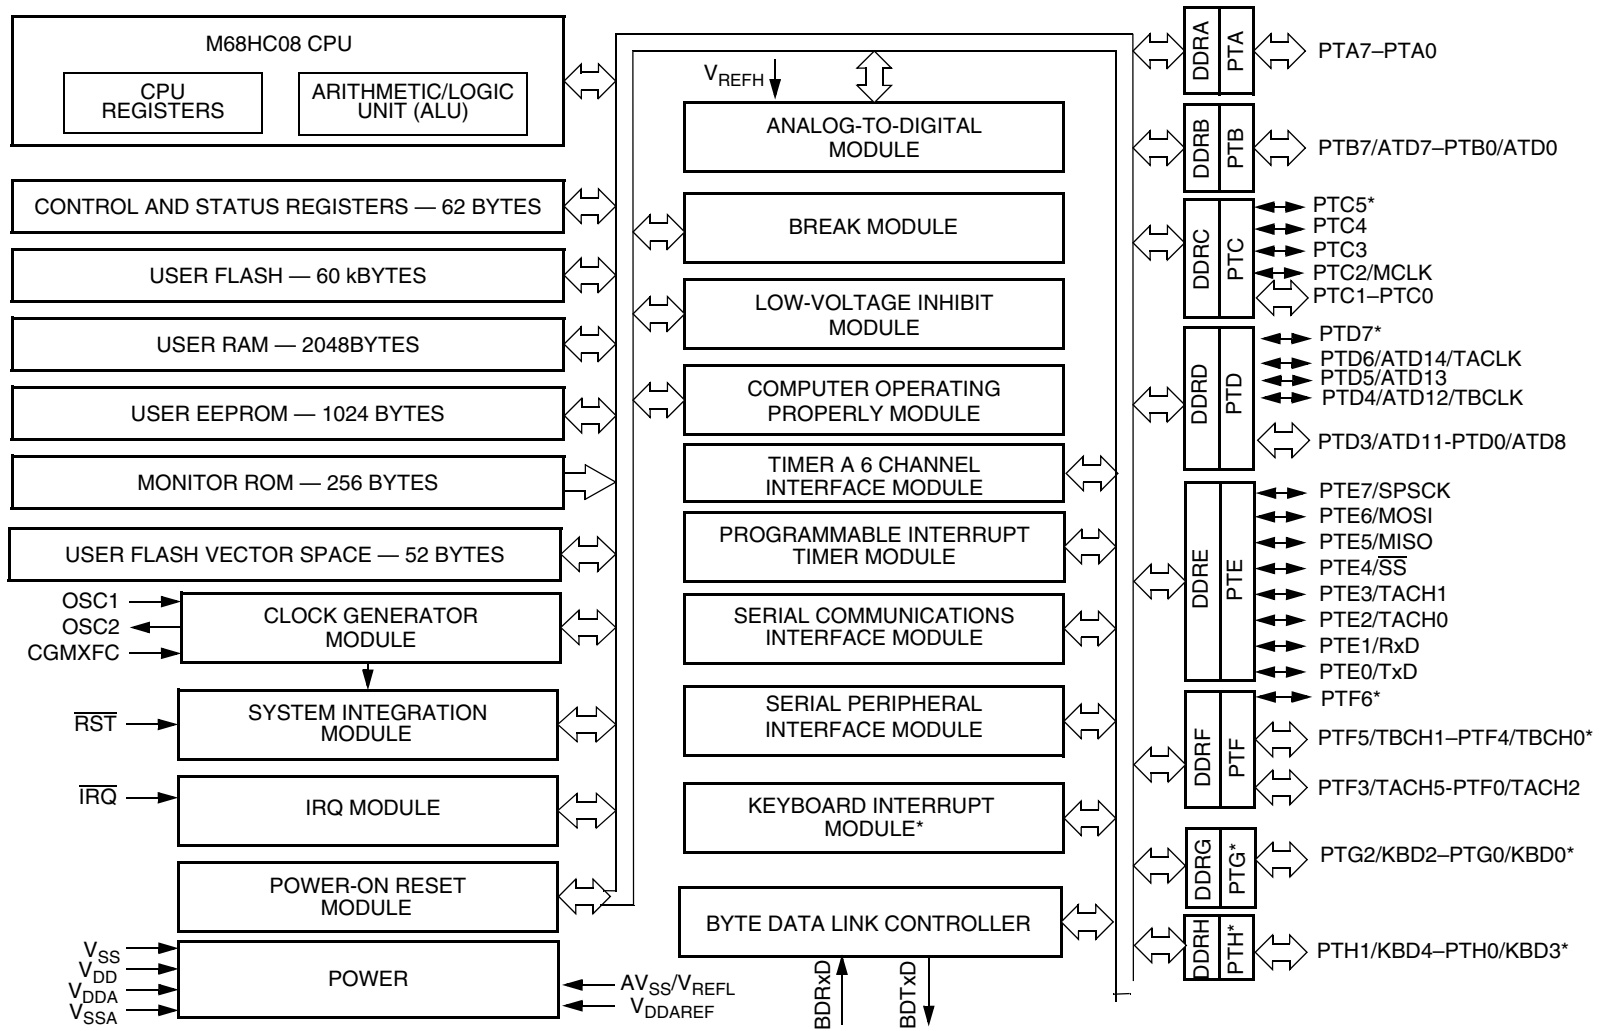 M68HC08 CPU
CPU
REGISTERS
ARITHMETIC/LOGIC
UNIT (ALU)
CONTROL AND STATUS REGISTERS — 62 BYTES
USER FLASH — 60 kBYTES
USER RAM — 2048BYTES
USER EEPROM — 1024 BYTES
MONITOR ROM — 256 BYTES
USER FLASH VECTOR SPACE — 52 BYTES
OSC1
OSC2
CGMXFC
CLOCK GENERATOR
MODULE
RST
SYSTEM INTEGRATION
MODULE
IRQ
IRQ MODULE
POWER-ON RESET
MODULE
VSS
VDD
VDDA
VSSA
POWER
AVSS/VREFL
VDDAREF
VREFH
ANALOG-TO-DIGITAL
MODULE
BREAK MODULE
LOW-VOLTAGE INHIBIT
MODULE
COMPUTER OPERATING
PROPERLY MODULE
TIMER A 6 CHANNEL
INTERFACE MODULE
PROGRAMMABLE INTERRUPT
TIMER MODULE
SERIAL COMMUNICATIONS
INTERFACE MODULE
SERIAL PERIPHERAL
INTERFACE MODULE
KEYBOARD INTERRUPT
MODULE*
BYTE DATA LINK CONTROLLER
BDRxD
BDTxD
DDRA
PTA
PTA7–PTA0
DDRB
PTB
PTB7/ATD7–PTB0/ATD0
DDRC
PTC
PTC5*
PTC4
PTC3
PTC2/MCLK
PTC1–PTC0
DDRD
PTD
PTD7*
PTD6/ATD14/TACLK
PTD5/ATD13
PTD4/ATD12/TBCLK
PTD3/ATD11-PTD0/ATD8
DDRE
PTE
PTE7/SPSCK
PTE6/MOSI
PTE5/MISO
PTE4/SS
PTE3/TACH1
PTE2/TACH0
PTE1/RxD
PTE0/TxD
DDRF
PTF
PTF6*
PTF5/TBCH1–PTF4/TBCH0*
PTF3/TACH5-PTF0/TACH2
DDRG
PTG*
PTG2/KBD2–PTG0/KBD0*
DDRH
PTH*
PTH1/KBD4–PTH0/KBD3*